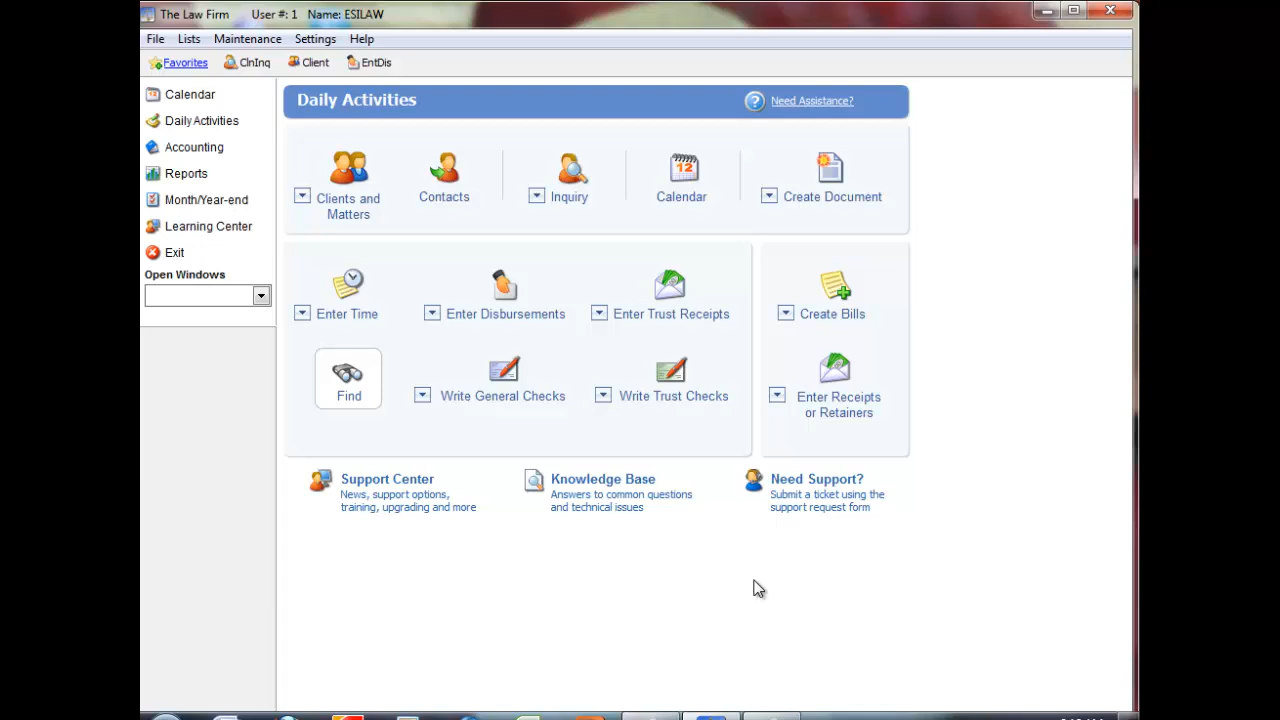 The Law Firm User #: 1 Name: ESILAW
File Lists Maintenance Settings Help
Favorites ClnInq Client EntDis
Calendar
Daily Activities
Accounting
Reports
Month/Year-end
Learning Center
Exit
Open Windows
Daily Activities
Need Assistance?
Clients and
Matters
Contacts
Inquiry
12
Calendar
Create Document
Enter Time
Enter Disbursements
Enter Trust Receipts
Create Bills
Find
Write General Checks
Write Trust Checks
Enter Receipts
or Retainers
Support Center
News, support options,
training, upgrading and more
Knowledge Base
Answers to common questions
and technical issues
Need Support?
Submit a ticket using the
support request form